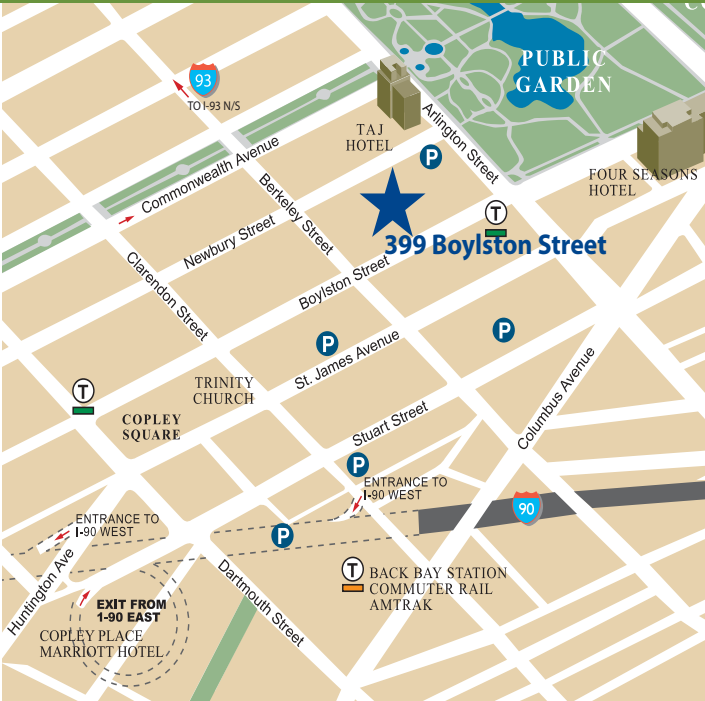 C
PUBLIC
GARDEN
93
TO I-93 N/S
TAJ
HOTEL
Arlington Street
P
FOUR SEASONS
HOTEL
Commonwealth Avenue
Berkeley Street
T
399 Boylston Street
Newbury Street
Clarendon Street
Boylston Street
P
P
St. James Avenue
Columbus Avenue
T
TRINITY
CHURCH
COPLEY
SQUARE
Stuart Street
P
ENTRANCE TO
I-90 WEST
90
ENTRANCE TO
I-90 WEST
P
Huntington Ave
Dartmouth Street
T
BACK BAY STATION
COMMUTER RAIL
AMTRAK
EXIT FROM
1-90 EAST
COPLEY PLACE
MARRIOTT HOTEL